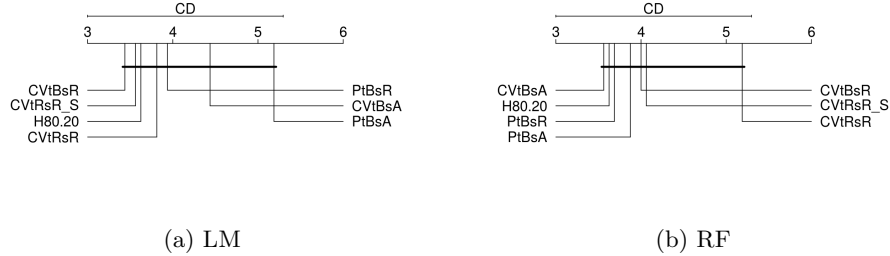 CD
3 4 5 6
CVtBsR
CVtRsR_S
H80.20
CVtRsR
PtBsR
CVtBsA
PtBsA
(a) LM
CD
3 4 5 6
CVtBsA
H80.20
PtBsR
PtBsA
CVtBsR
CVtRsR_S
CVtRsR
(b) RF